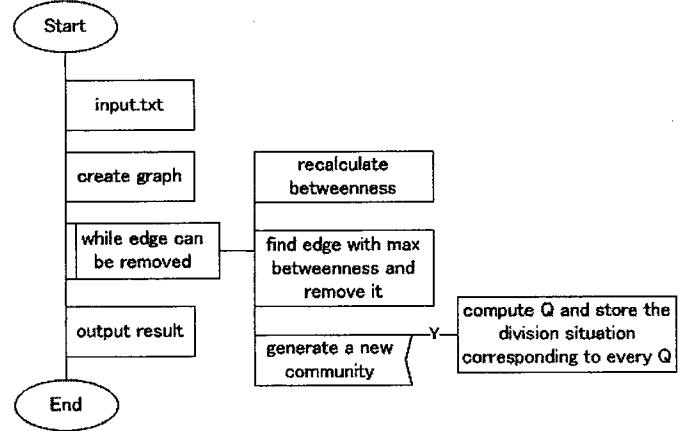 Start
input.txt
create graph
while edge can
be removed
output result
End
recalculate
betweenness
find edge with max
betweenness and
remove it
generate a new
community
Y
compute Q and store the
division situation
corresponding to every Q